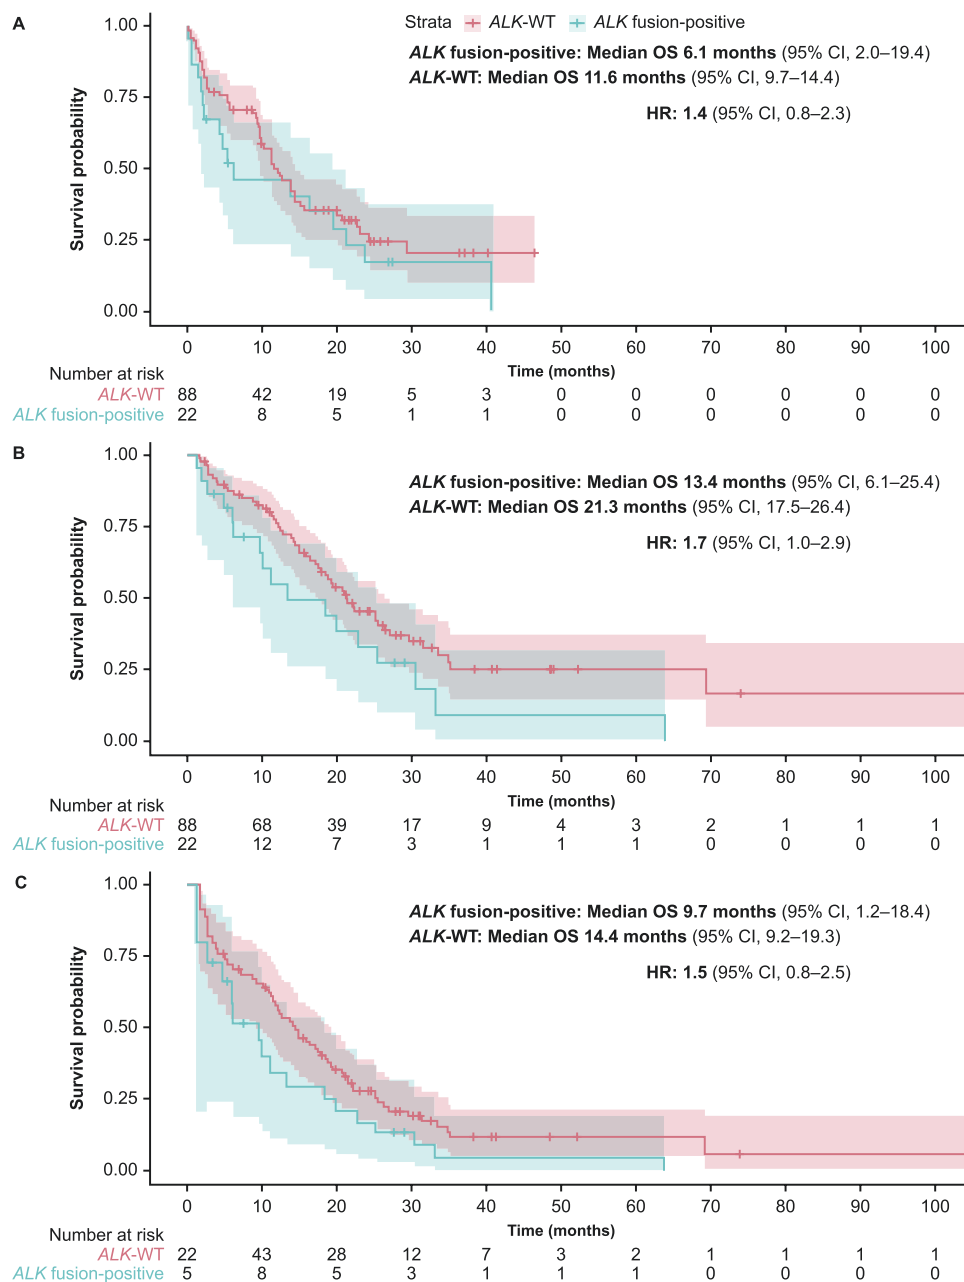 A
Strata ALK-WT ALK fusion-positive
ALK fusion-positive: Median OS 6.1 months (95% CI, 2.0–19.4)
ALK-WT: Median OS 11.6 months (95% CI, 9.7–14.4)
HR: 1.4 (95% CI, 0.8–2.3)
Survival probability
1.00
0.75
0.50
0.25
0.00
0 10 20 30 40 50 60 70 80 90 100
Time (months)
Number at risk
ALK-WT 88 42 19 5 3 0 0 0 0 0 0
ALK fusion-positive 22 8 5 1 1 0 0 0 0 0 0
B
ALK fusion-positive: Median OS 13.4 months (95% CI, 6.1–25.4)
ALK-WT: Median OS 21.3 months (95% CI, 17.5–26.4)
HR: 1.7 (95% CI, 1.0–2.9)
Survival probability
1.00
0.75
0.50
0.25
0.00
0 10 20 30 40 50 60 70 80 90 100
Time (months)
Number at risk
ALK-WT 88 68 39 17 9 4 3 2 1 1 1
ALK fusion-positive 22 12 7 3 1 1 1 0 0 0 0
C
ALK fusion-positive: Median OS 9.7 months (95% CI, 1.2–18.4)
ALK-WT: Median OS 14.4 months (95% CI, 9.2–19.3)
HR: 1.5 (95% CI, 0.8–2.5)
Survival probability
1.00
0.75
0.50
0.25
0.00
0 10 20 30 40 50 60 70 80 90 100
Time (months)
Number at risk
ALK-WT 22 43 28 12 7 3 2 1 1 1 1
ALK fusion-positive 5 8 5 3 1 1 1 0 0 0 0